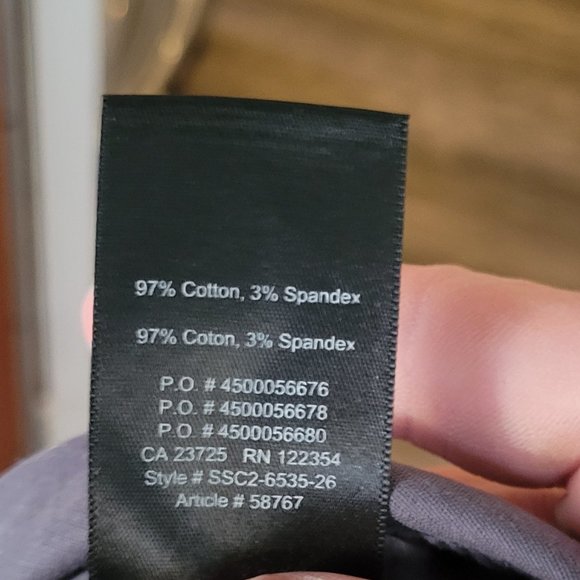 97% Cotton, 3% Spandex
97% Coton, 3% Spandex
P.O. # 4500056676
P.O. # 4500056678
P.O # 4500056680
CA 23725 RN 122354
Style # SSC2-6535-26
Article # 58767